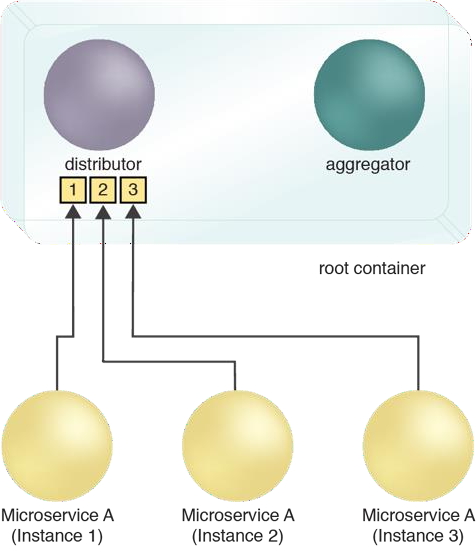 distributor
aggregator
1 2 3
root container
Microservice A
(Instance 1)
Microservice A
(Instance 2)
Microservice A
(Instance 3)